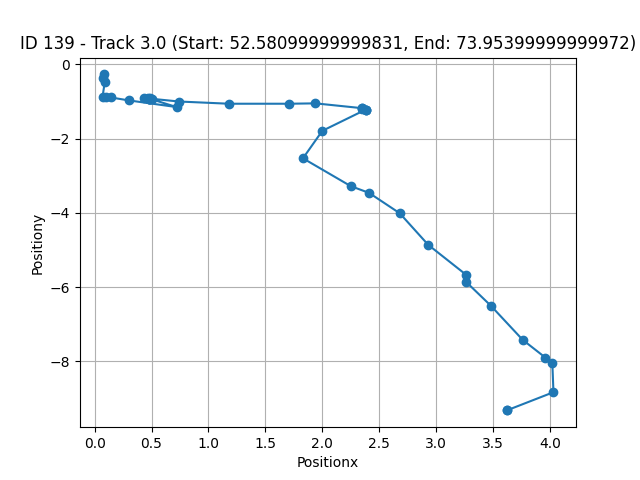 ID 139 - Track 3.0 (Start: 52.58099999999831, End: 73.95399999999972)
0
−2
−4
−6
−8
Positiony
0.0 0.5 1.0 1.5 2.0 2.5 3.0 3.5 4.0
Positionx